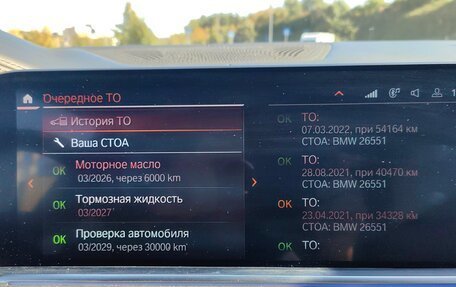 Очередное ТО
История ТО
Ваша СТОА
Моторное масло
OK
03/2026, через 6000 km
Тормозная жидкость
OK
03/2027
Проверка автомобиля
OK
03/2029, через 30000 km
1
OK ТО:
07.03.2022, при 54164 км
СТОА: BMW 26551
OK ТО:
28.08.2021, при 40470 км
СТОА: BMW 26551
OK ТО:
23.04.2021, при 34328 км
СТОА: BMW 26551
OK ТО: